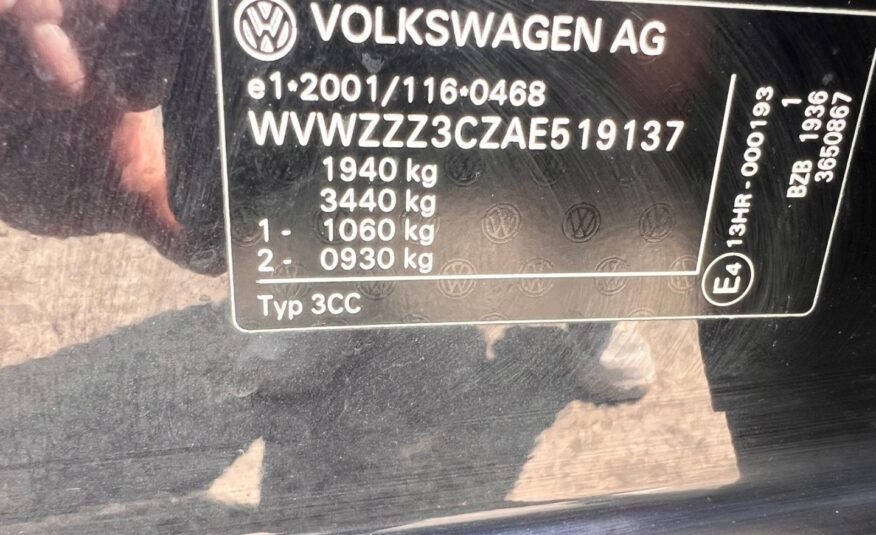 VOLKSWAGEN AG
e1*2001/116*0468
WVWZZZ3CZAE519137
1940 kg
3440 kg
1 - 1060 kg
2 - 0930 kg
Typ 3CC
E4 13HR - 000193
1
BZB 1936
3650867